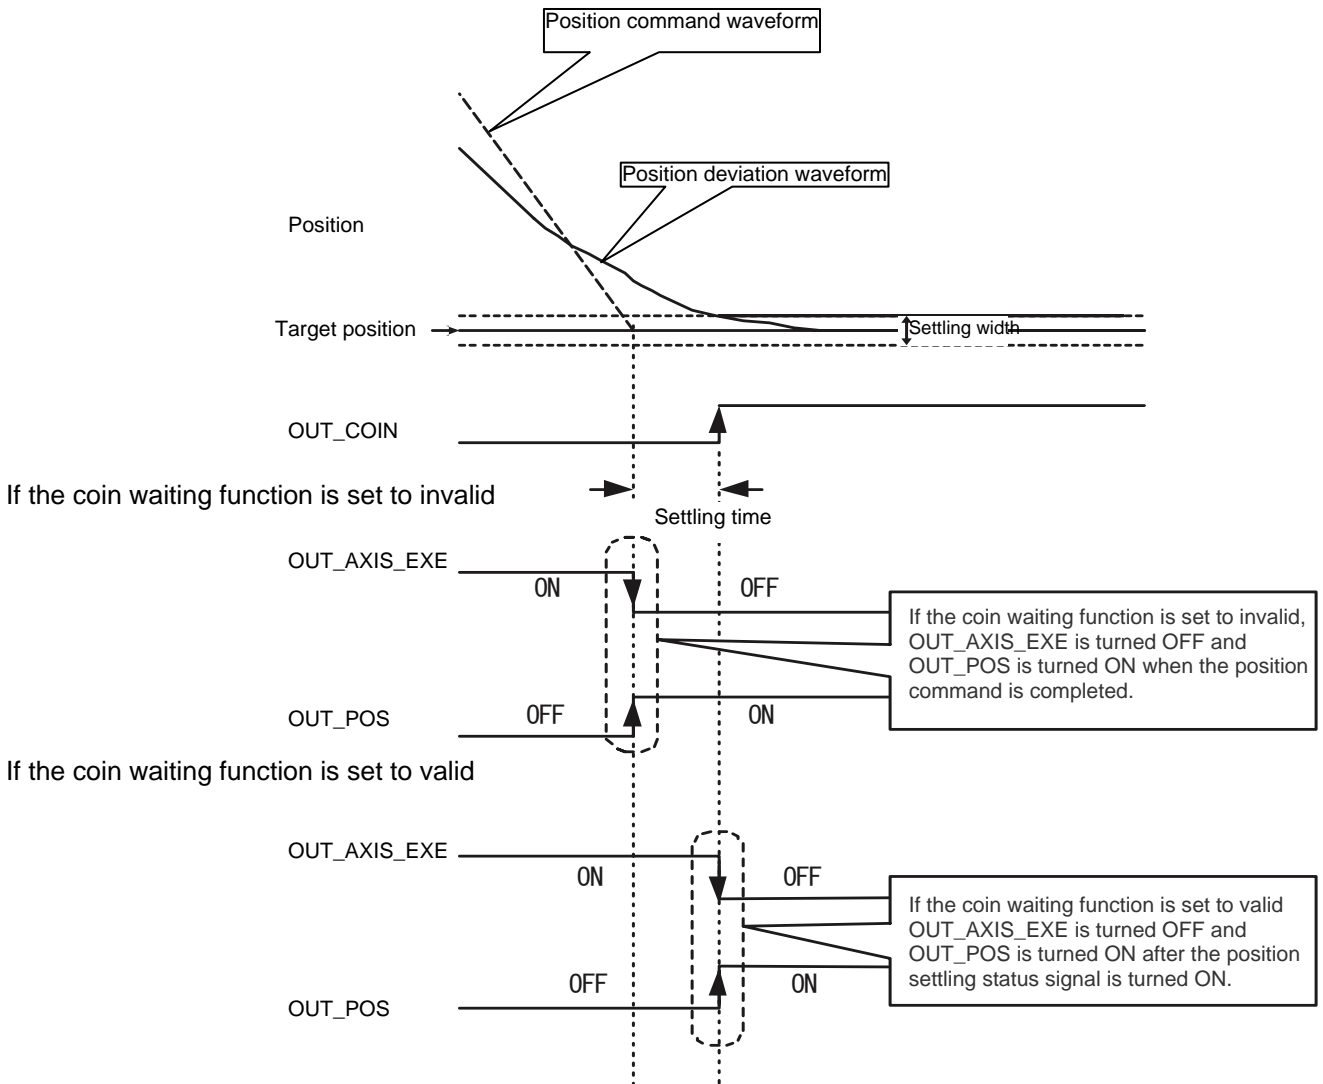 Position command waveform
Position deviation waveform
Position
Target position
Settling width
OUT_COIN
If the coin waiting function is set to invalid
Settling time
OUT_AXIS_EXE
ON
OFF
If the coin waiting function is set to invalid,
OUT_AXIS_EXE is turned OFF and
OUT_POS is turned ON when the position
command is completed.
OUT_POS
OFF
ON
If the coin waiting function is set to valid
OUT_AXIS_EXE
ON
OFF
If the coin waiting function is set to valid
OUT_AXIS_EXE is turned OFF and
OUT_POS is turned ON after the position
settling status signal is turned ON.
OUT_POS
OFF
ON